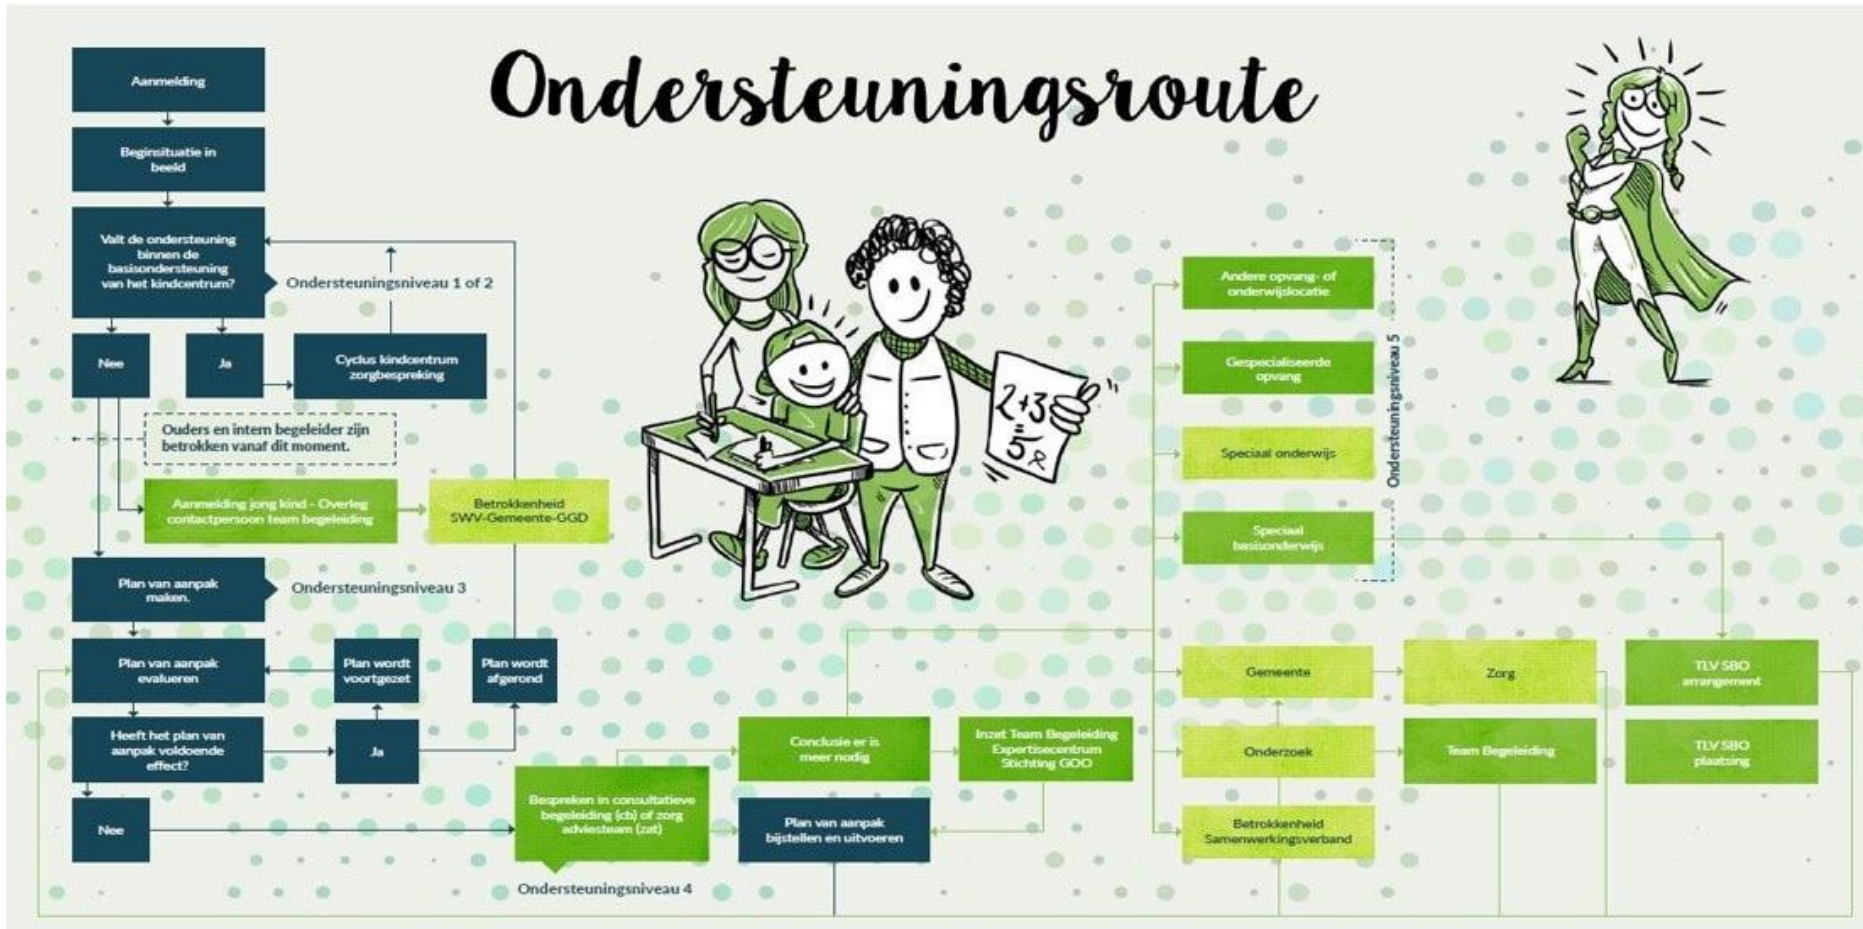 Ondersteuningsroute
Aanmelding
Beginsituatie in
beeld
Valt de ondersteuning
binnen de
basisondersteuning
van het kindcentrum?
Ondersteuningsniveau 1 of 2
Nee
Ja
Cyclus kindcentrum
zorgbespreking
Ouders en intern begeleider zijn
betrokken vanaf dit moment.
Aanmelding jong kind - Overleg
contactpersoon team begeleiding
Betrokkenheid
SWV-Gemeente-GGD
Plan van aanpak
maken.
Ondersteuningsniveau 3
Plan van aanpak
evalueren
Plan wordt
voortgezet
Plan wordt
afgerond
Heeft het plan van
aanpak voldoende
effect?
Ja
Nee
Bespreken in consultatieve
begeleiding (cb) of zorg
adviesteam (zat)
Ondersteuningsniveau 4
Conclusie er is
meer nodig
Inzet Team Begeleiding
Expertisecentrum
Stichting GOO
Plan van aanpak
bijstellen en uitvoeren
2+3
=
5
Andere opvang- of
onderwijslocatie
Gespecialiseerde
opvang
Speciaal onderwijs
Speciaal
basisonderwijs
Ondersteuningsniveau 5
Gemeente
Zorg
TLV SBO
arrangement
Onderzoek
Team Begeleiding
TLV SBO
plaatsing
Betrokkenheid
Samenwerkingsverband